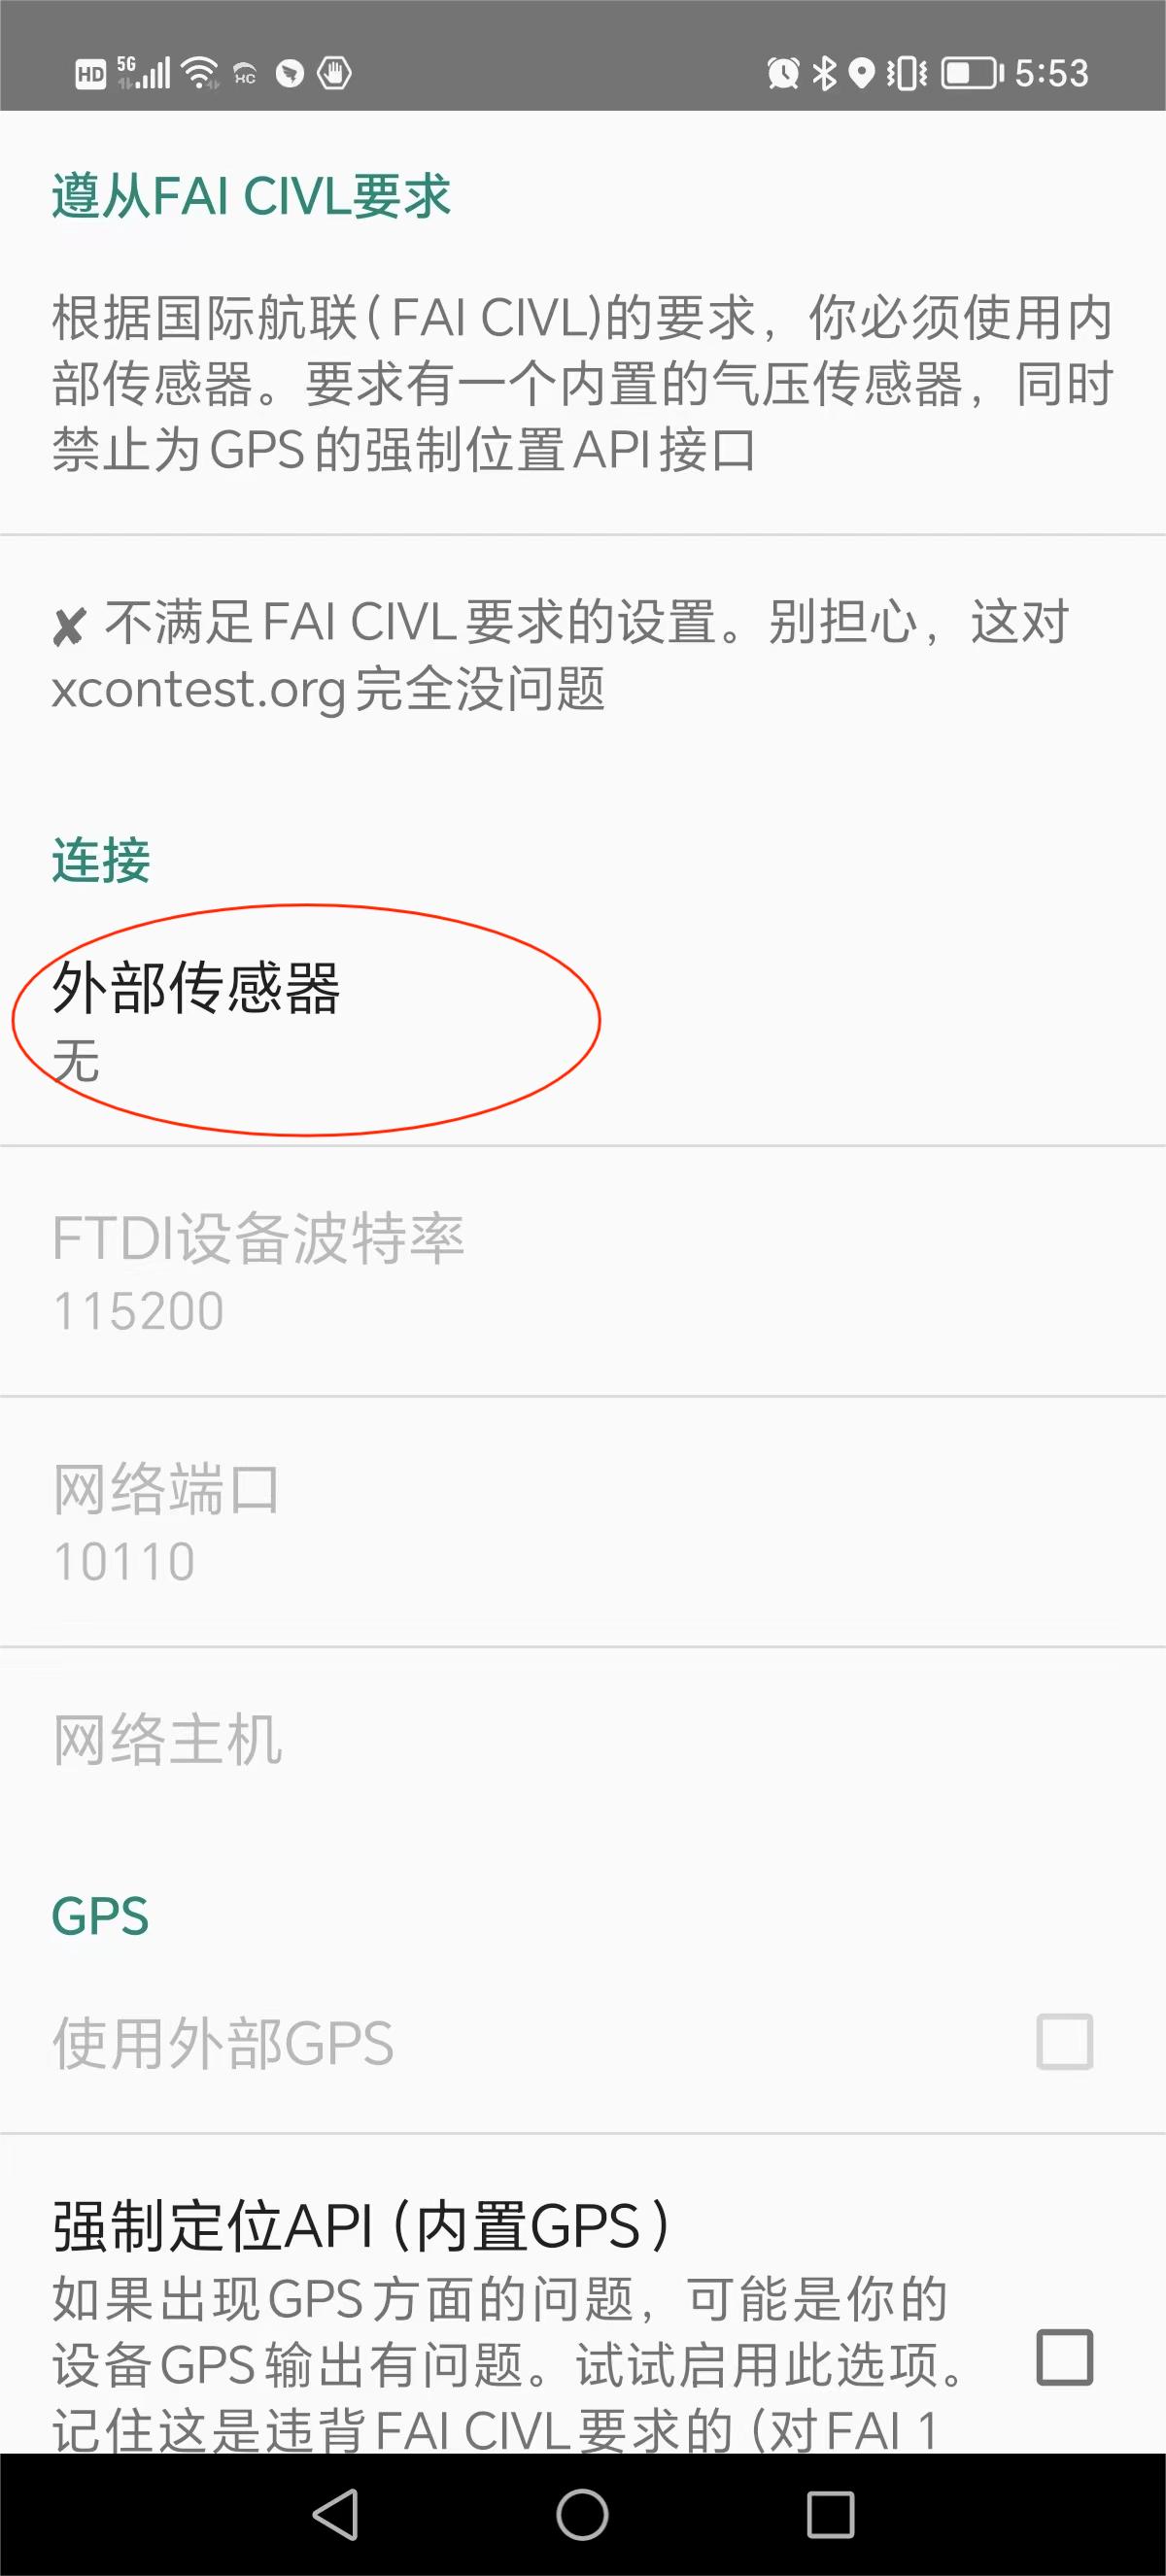 HD 5G XC 5:53
遵从FAI CIVL要求
根据国际航联(FAI CIVL)的要求，你必须使用内
部传感器。要求有一个内置的气压传感器，同时
禁止为GPS的强制位置API接口
✘ 不满足FAI CIVL要求的设置。别担心，这对
xcontest.org完全没问题
连接
外部传感器
无
FTDI设备波特率
115200
网络端口
10110
网络主机
GPS
使用外部GPS
强制定位API (内置GPS)
如果出现GPS方面的问题，可能是你的
设备GPS输出有问题。试试启用此选项。
记住这是违背FAI CIVL要求的 (对FAI 1